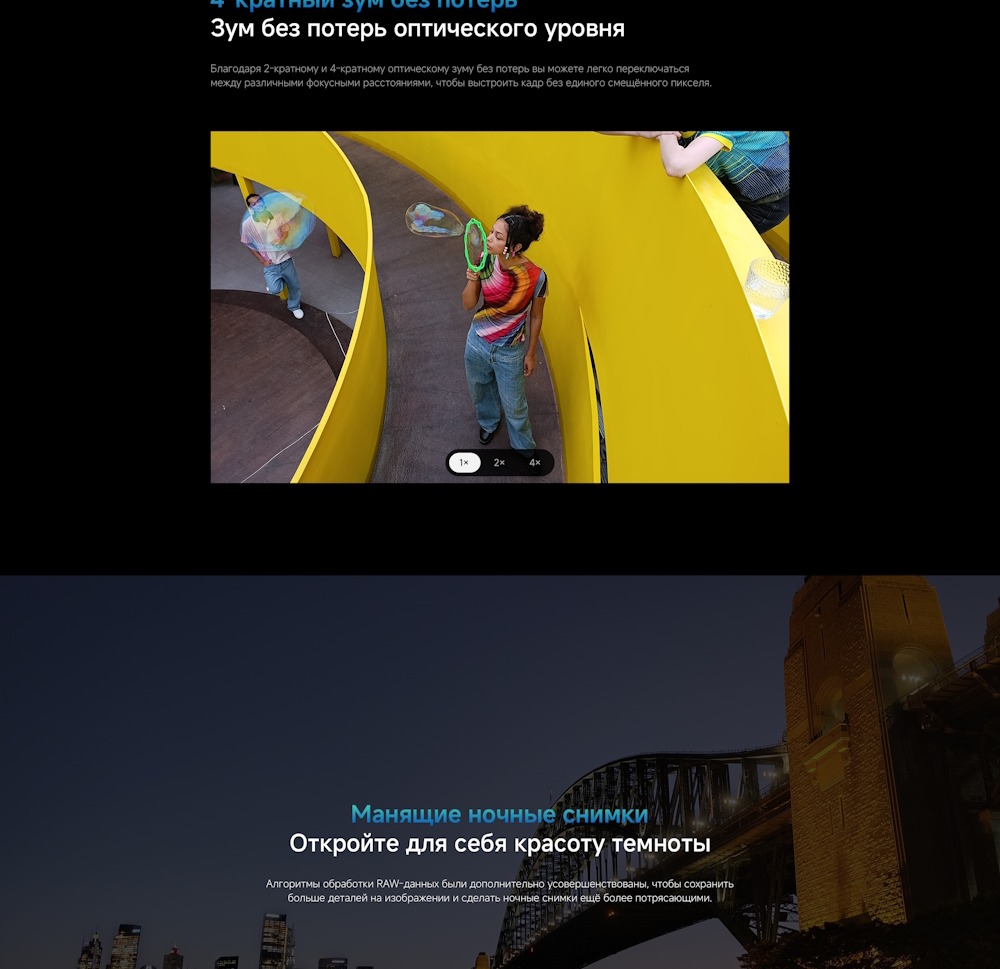 4-кратный зум без потерь
Зум без потерь оптического уровня
Благодаря 2-кратному и 4-кратному оптическому зуму без потерь вы можете легко переключаться
между различными фокусными расстояниями, чтобы выстроить кадр без единого смещённого пикселя.
1× 2× 4×
Манящие ночные снимки
Откройте для себя красоту темноты
Алгоритмы обработки RAW-данных были дополнительно усовершенствованы, чтобы сохранить
больше деталей на изображении и сделать ночные снимки ещё более потрясающими.